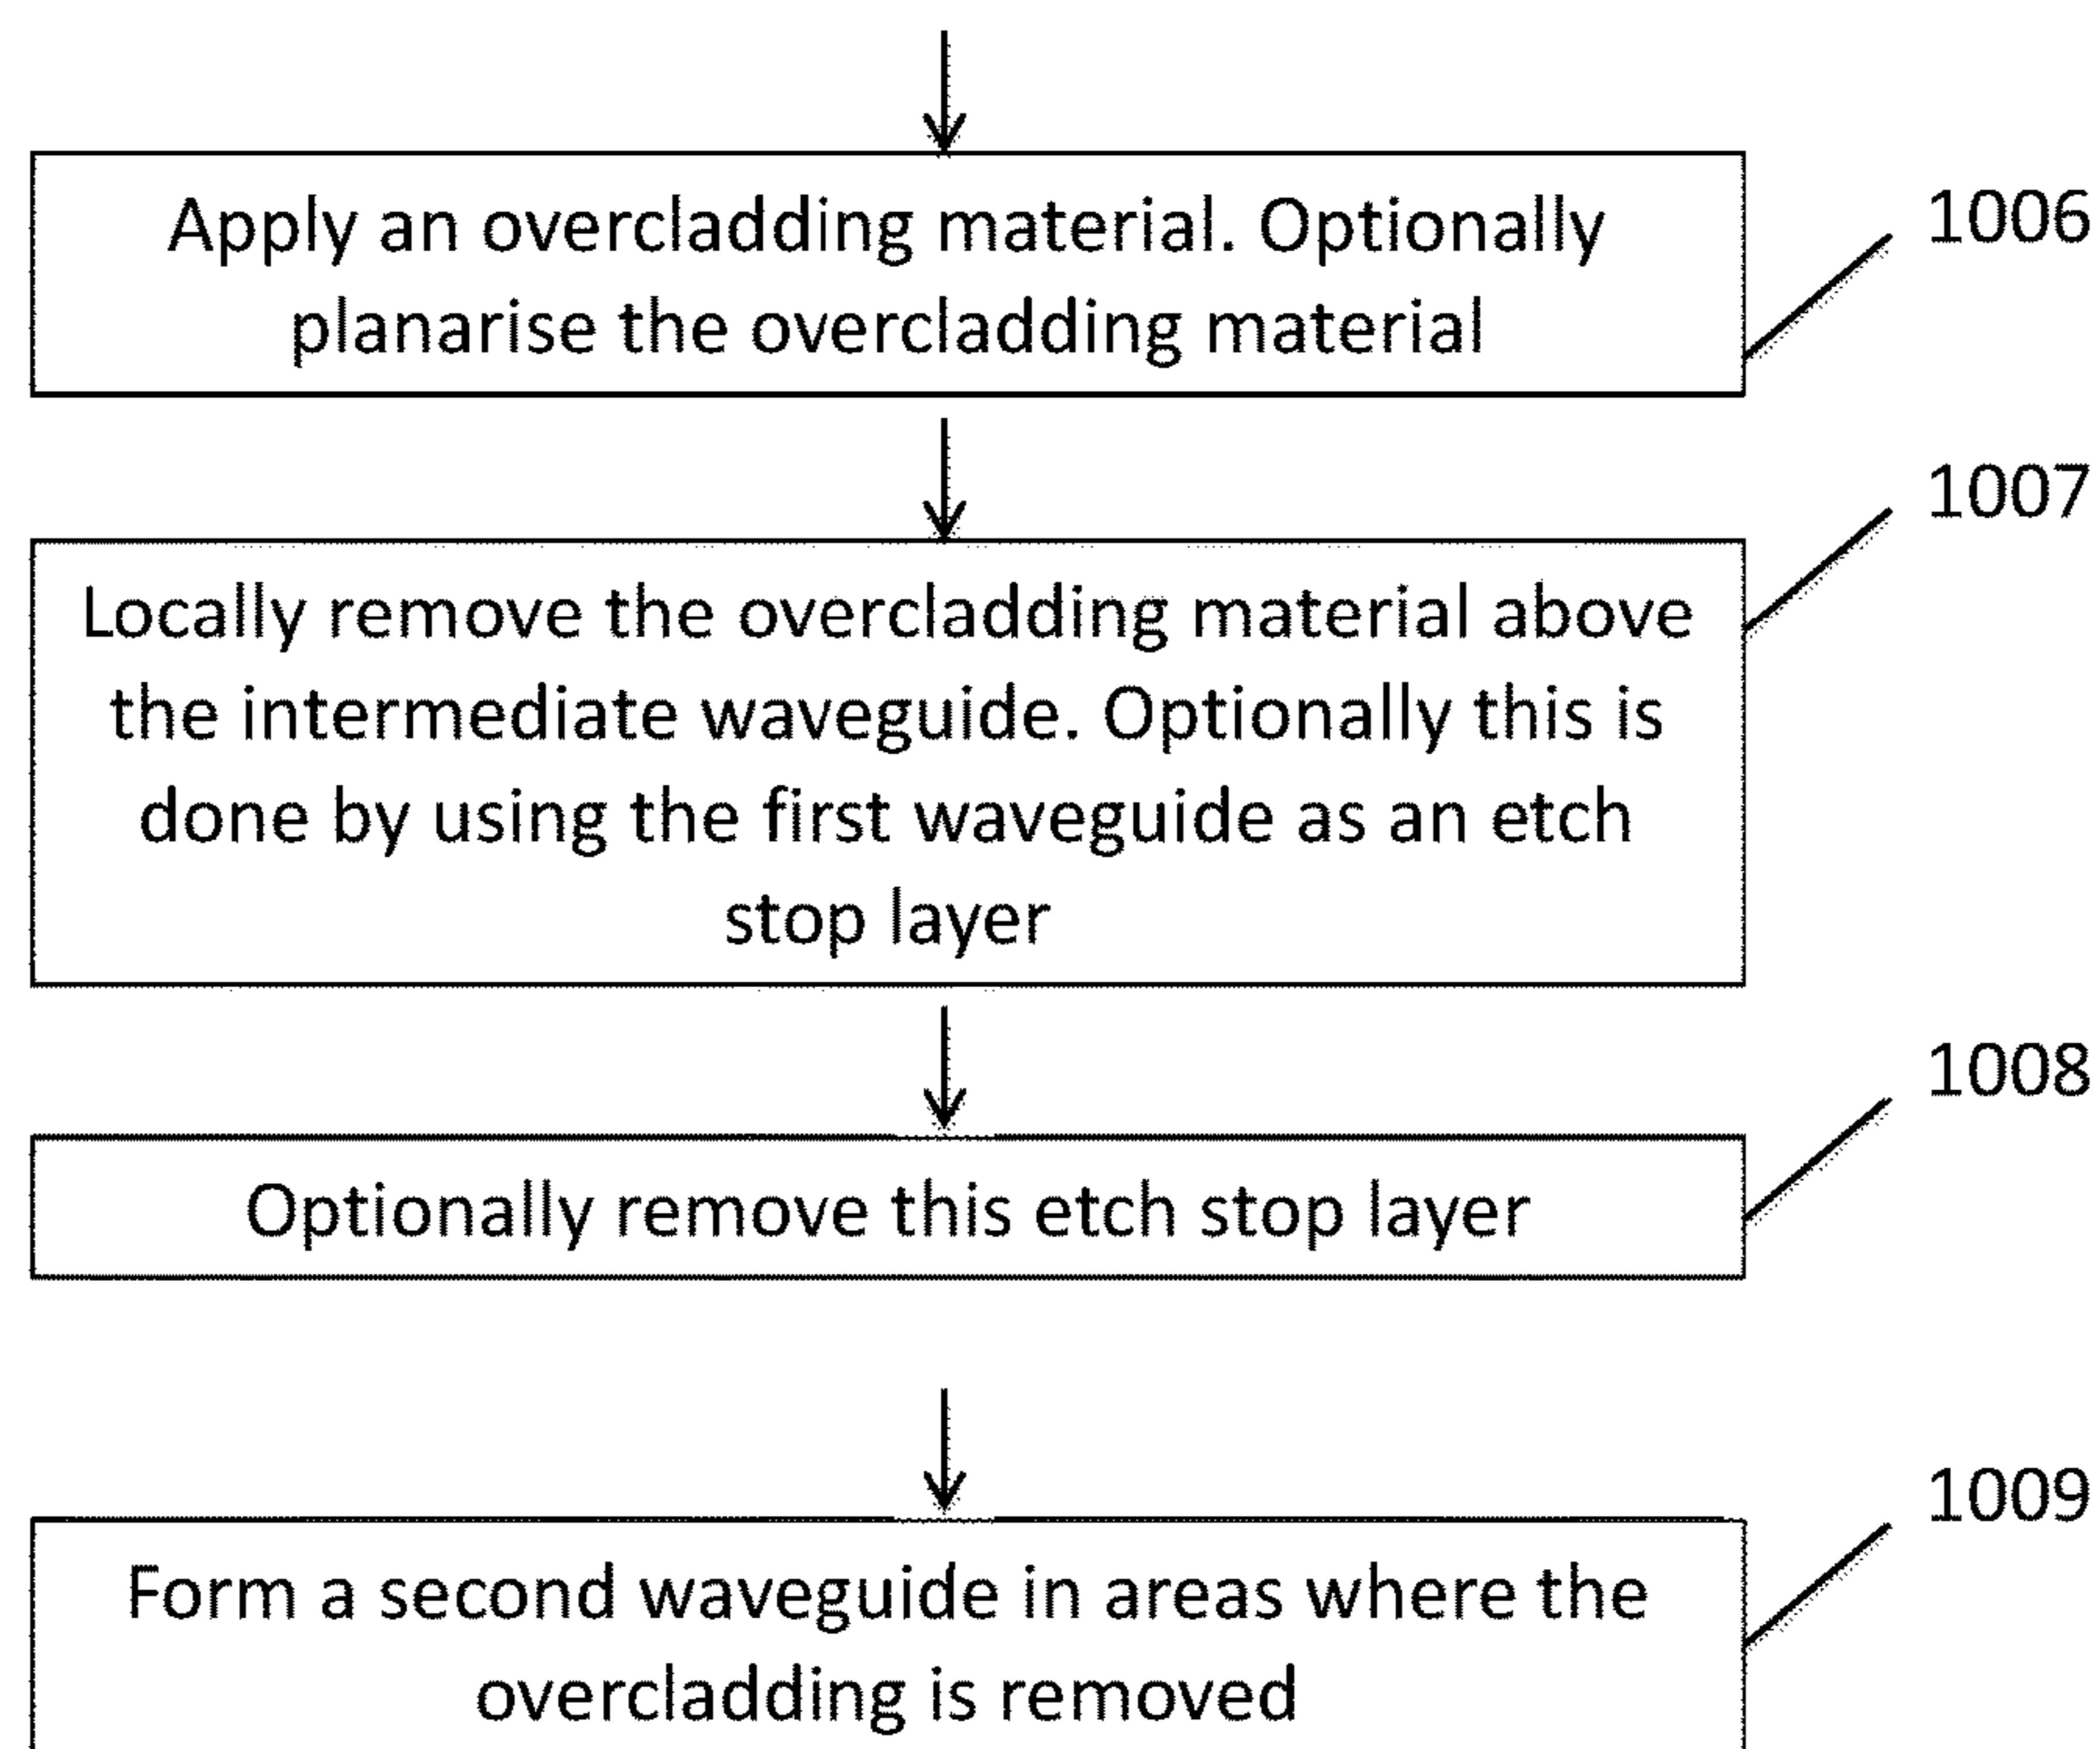 Apply an overcladding material. Optionally
planarise the overcladding material
1006
Locally remove the overcladding material above
the intermediate waveguide. Optionally this is
done by using the first waveguide as an etch
stop layer
1007
Optionally remove this etch stop layer
1008
Form a second waveguide in areas where the
overcladding is removed
1009